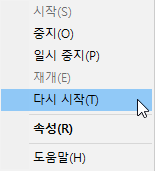 시작(S)
중지(O)
일시 중지(P)
재개(E)
다시 시작(T)
속성(R)
도움말(H)